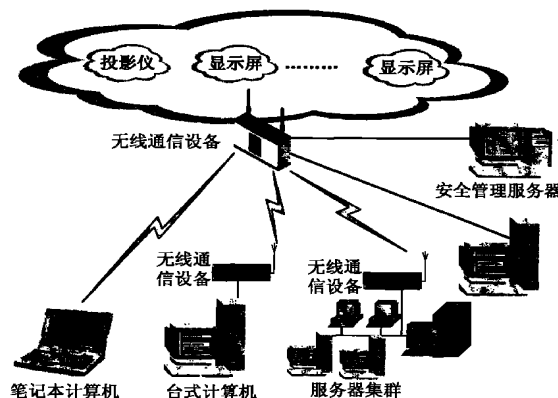 投影仪
显示屏
………
显示屏
无线通信设备
安全管理服务器
无线通
信设备
无线通
信设备
笔记本计算机
台式计算机
服务器集群